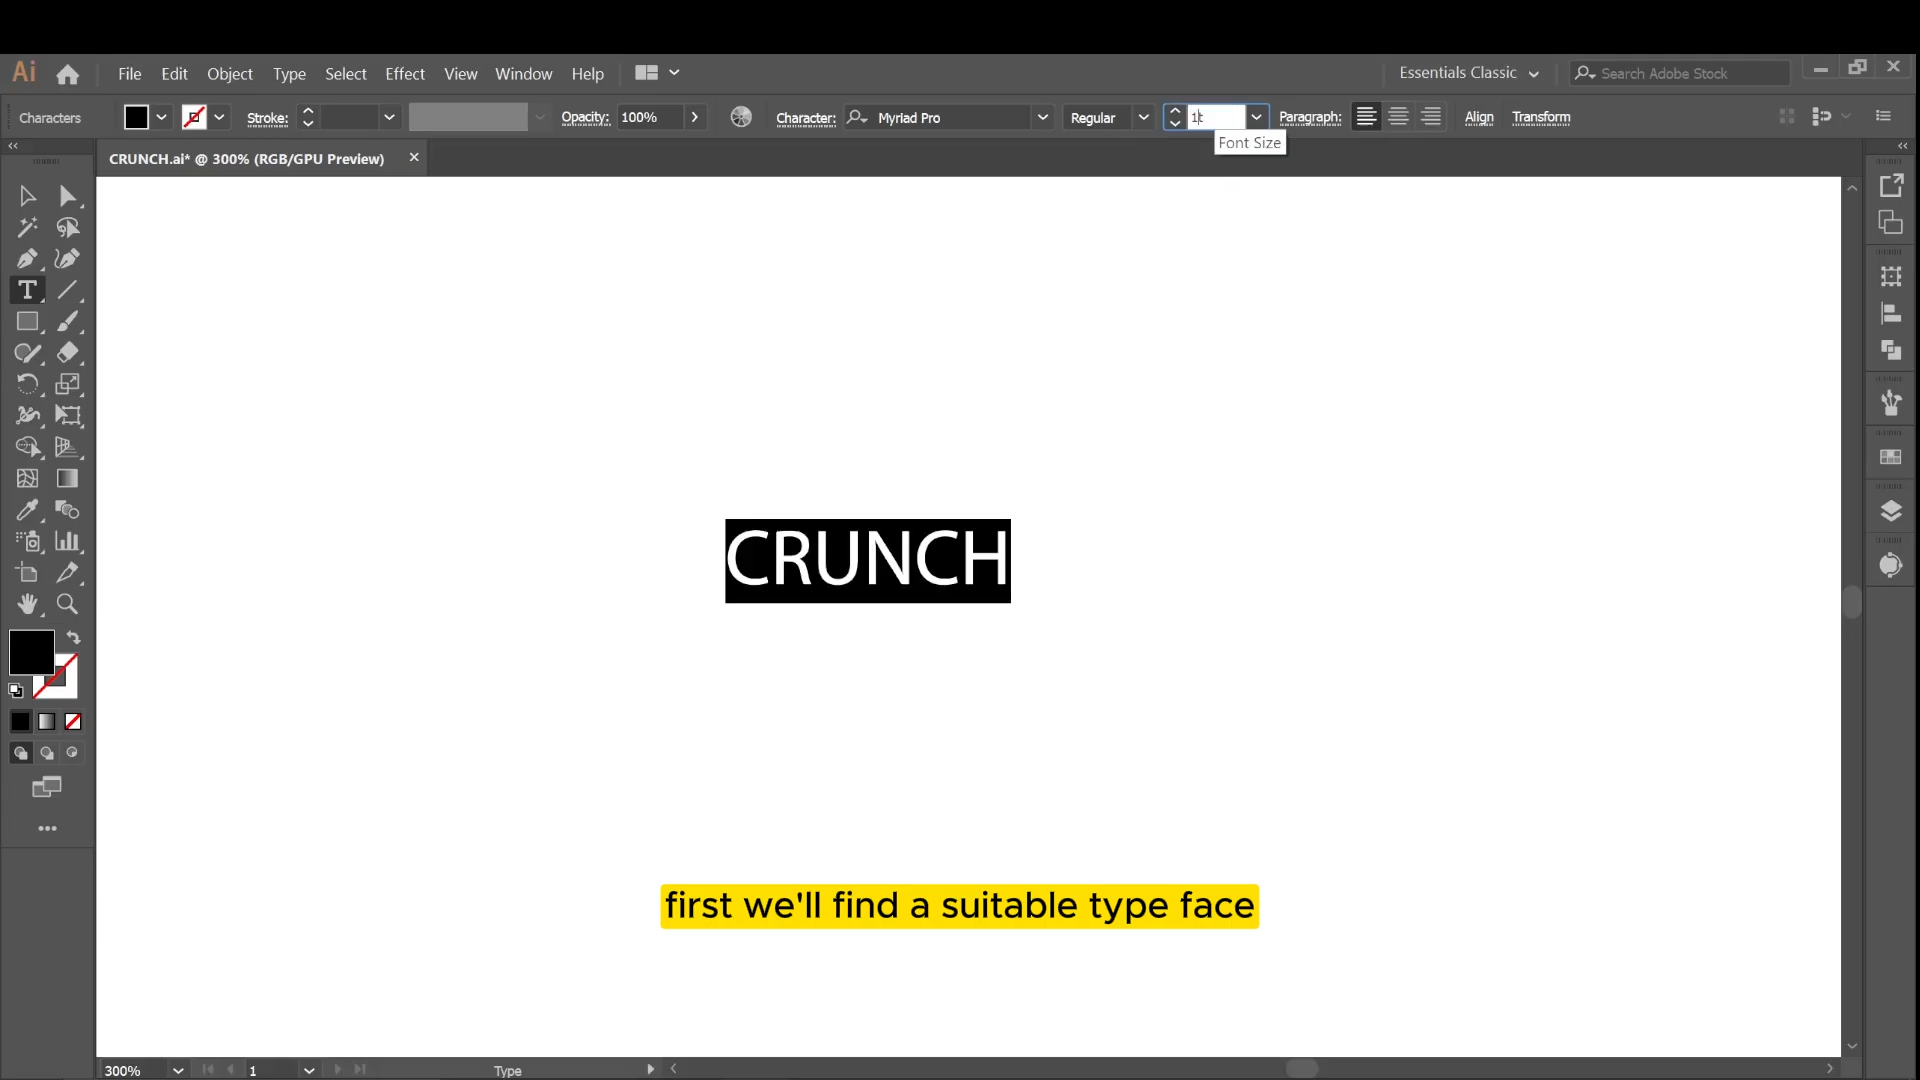 Ai File Edit Object Type Select Effect View Window Help Essentials Classic Search Adobe Stock
Characters Stroke: Opacity: 100% Character: Myriad Pro Regular Paragraph: Align Transform
Font Size
CRUNCH.ai* @ 300% (RGB/GPU Preview)
CRUNCH
first we'll find a suitable type face
300% 1 Type